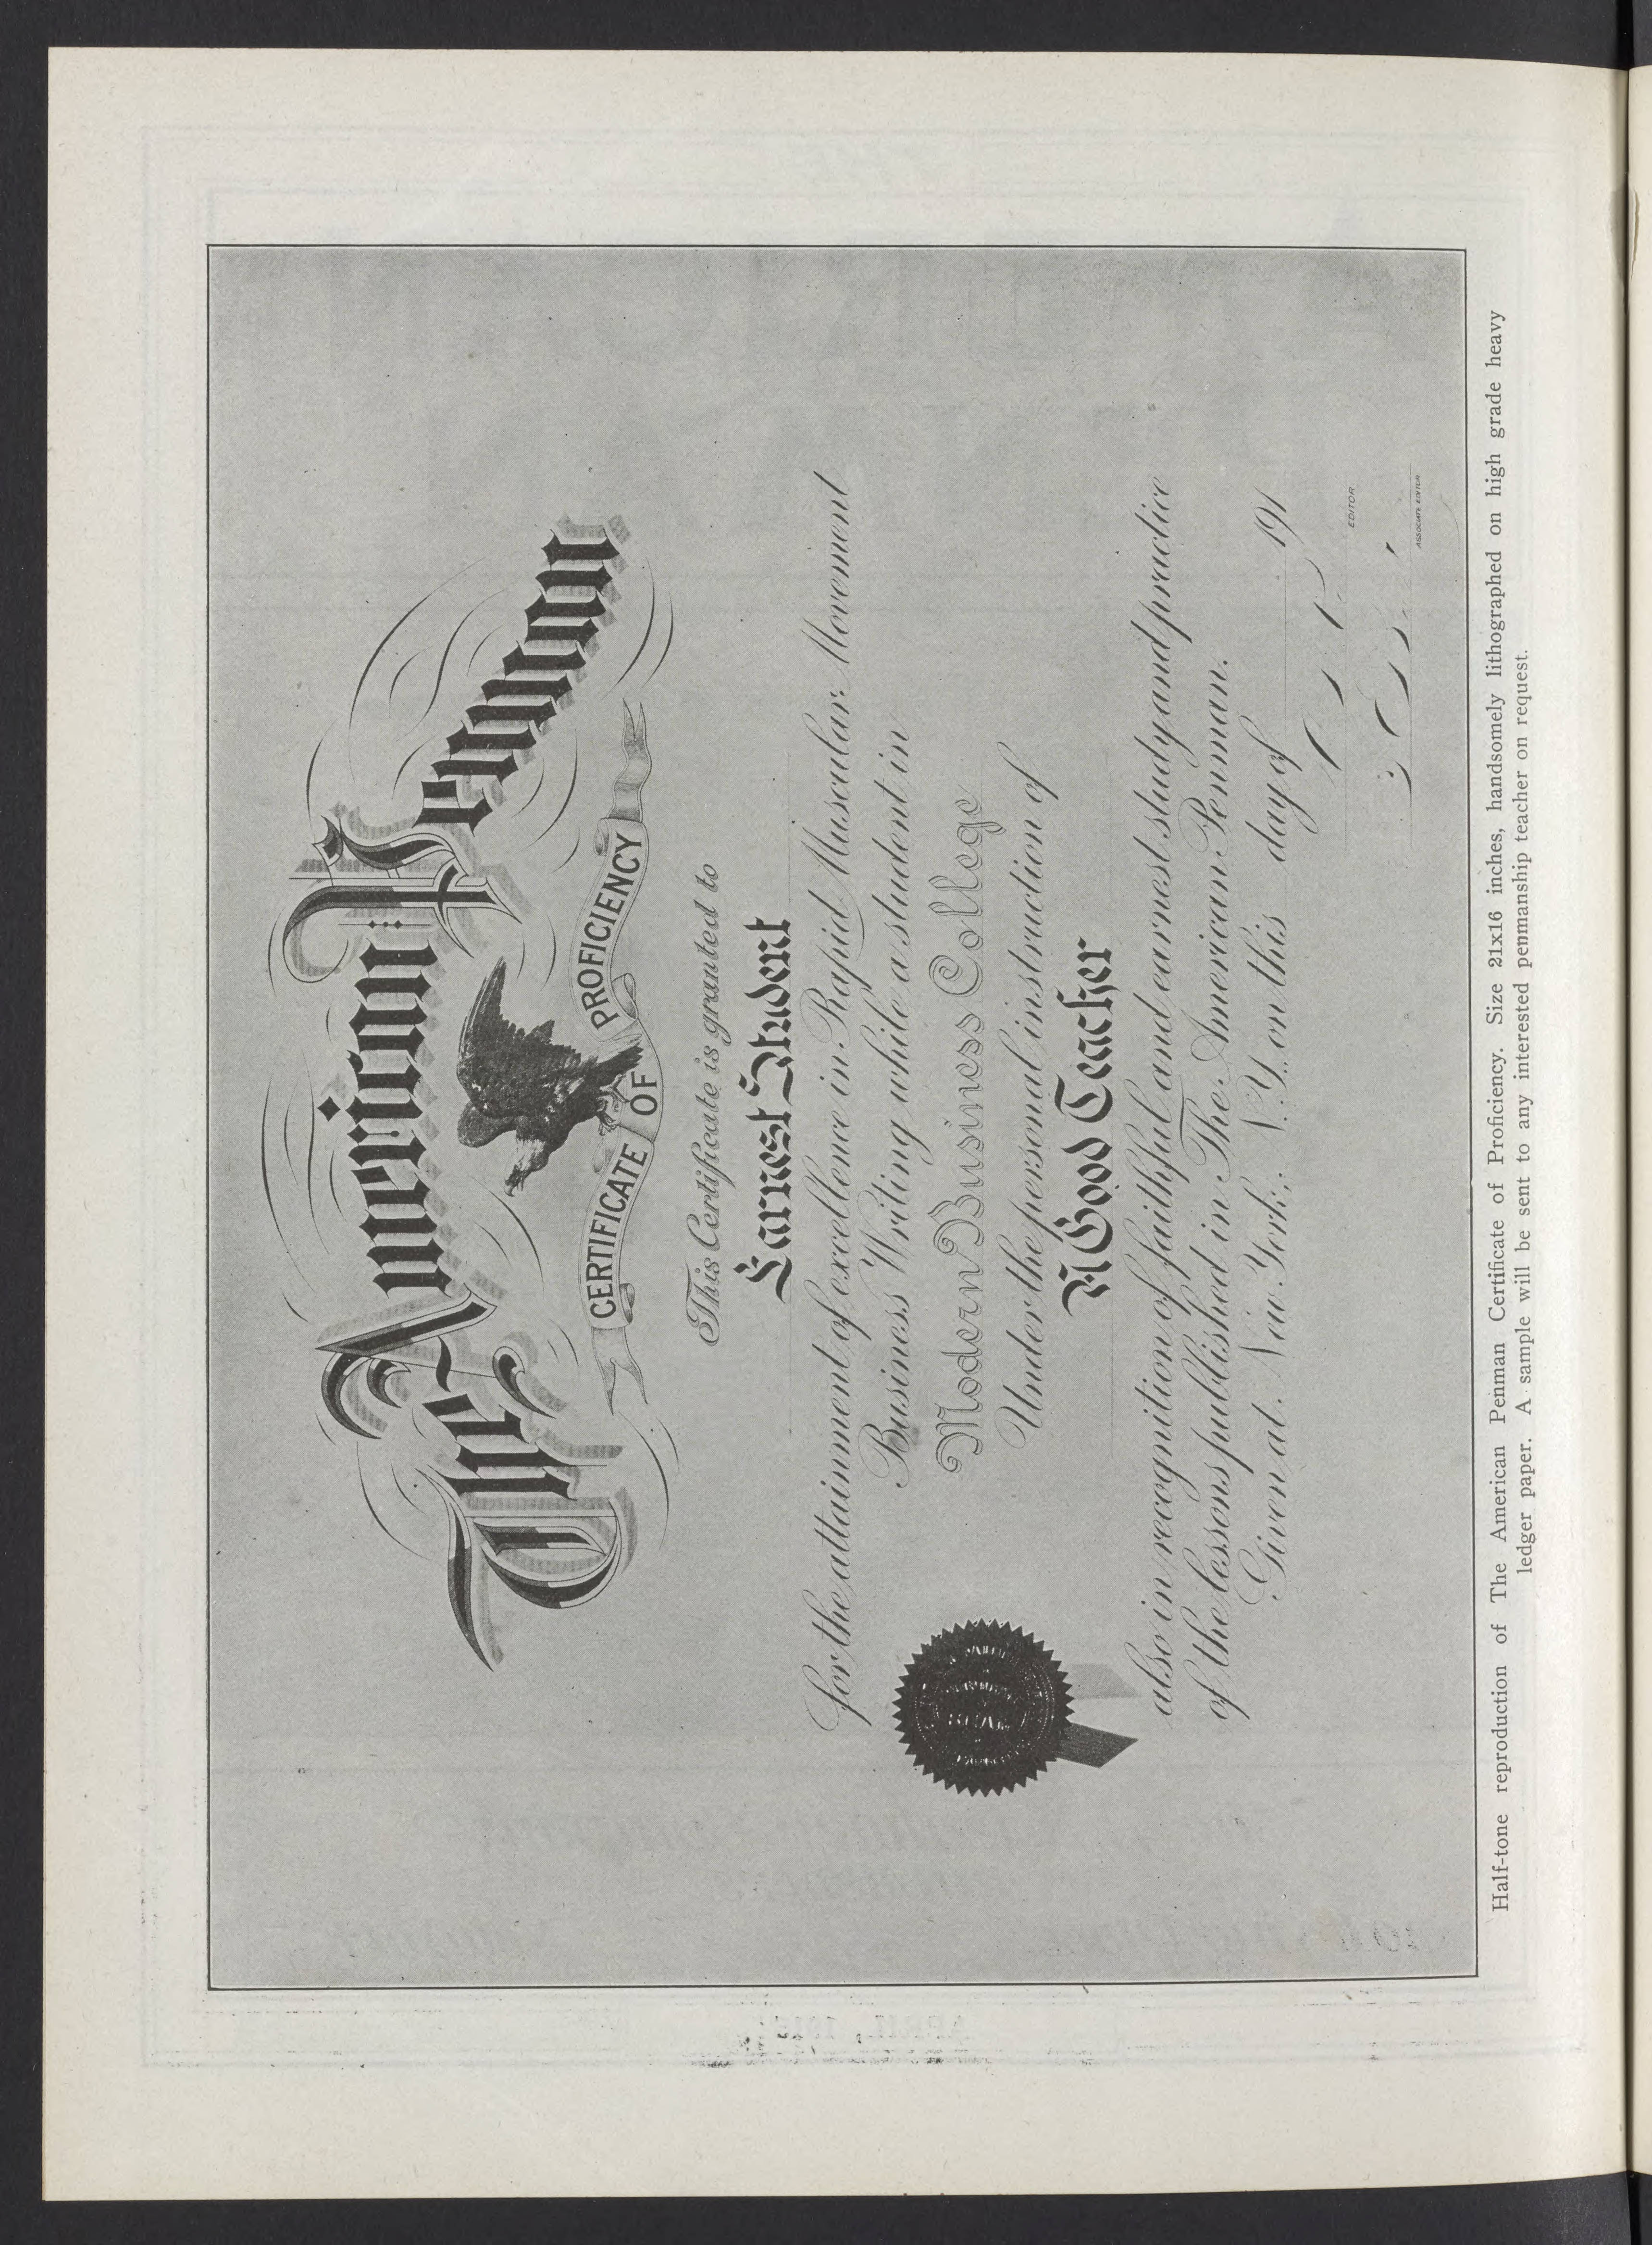 The American Penman
CERTIFICATE OF PROFICIENCY
This Certificate is granted to
Earnest Student
for the attainment of excellence in Rapid Muscular Movement
Business Writing while a student in
Modern Business College
Under the personal instruction of
A Good Teacher
also in recognition of faithful and earnest study and practice
of the lessons published in The American Penman.
Given at New York, N.Y. on this day of 191
EDITOR
ASSOCIATE EDITOR
Half-tone reproduction of The American Penman Certificate of Proficiency. Size 21x16 inches, handsomely lithographed on high grade heavy
ledger paper. A sample will be sent to any interested penmanship teacher on request.